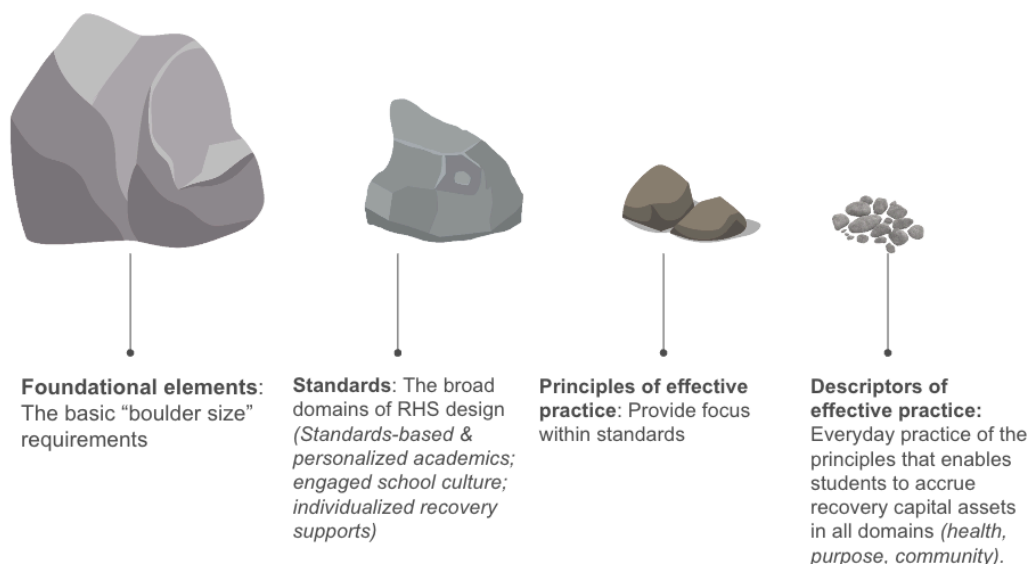 Foundational elements:
The basic “boulder size”
requirements
Standards: The broad
domains of RHS design
(Standards-based &
personalized academics;
engaged school culture;
individualized recovery
supports)
Principles of effective
practice: Provide focus
within standards
Descriptors of
effective practice:
Everyday practice of the
principles that enables
students to accrue
recovery capital assets
in all domains (health,
purpose, community).